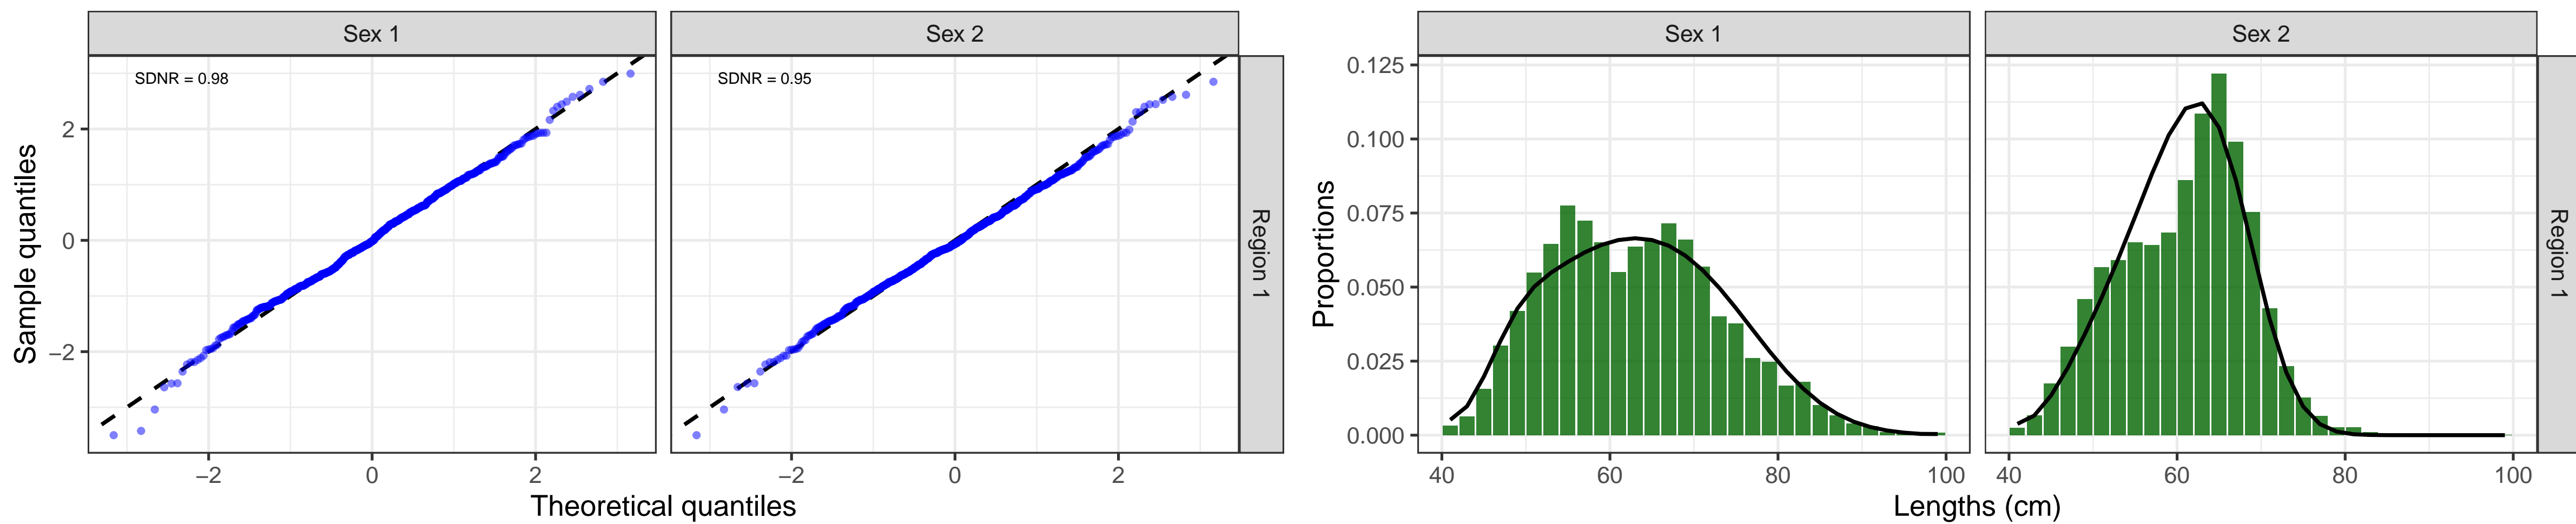 Sex 1
Sex 2
SDNR = 0.98
SDNR = 0.95
Region 1
Sample quantiles
2
0
−2
−2
0
2
−2
0
2
Theoretical quantiles
Sex 1
Sex 2
Region 1
Proportions
0.125
0.100
0.075
0.050
0.025
0.000
40
60
80
100
40
60
80
100
Lengths (cm)